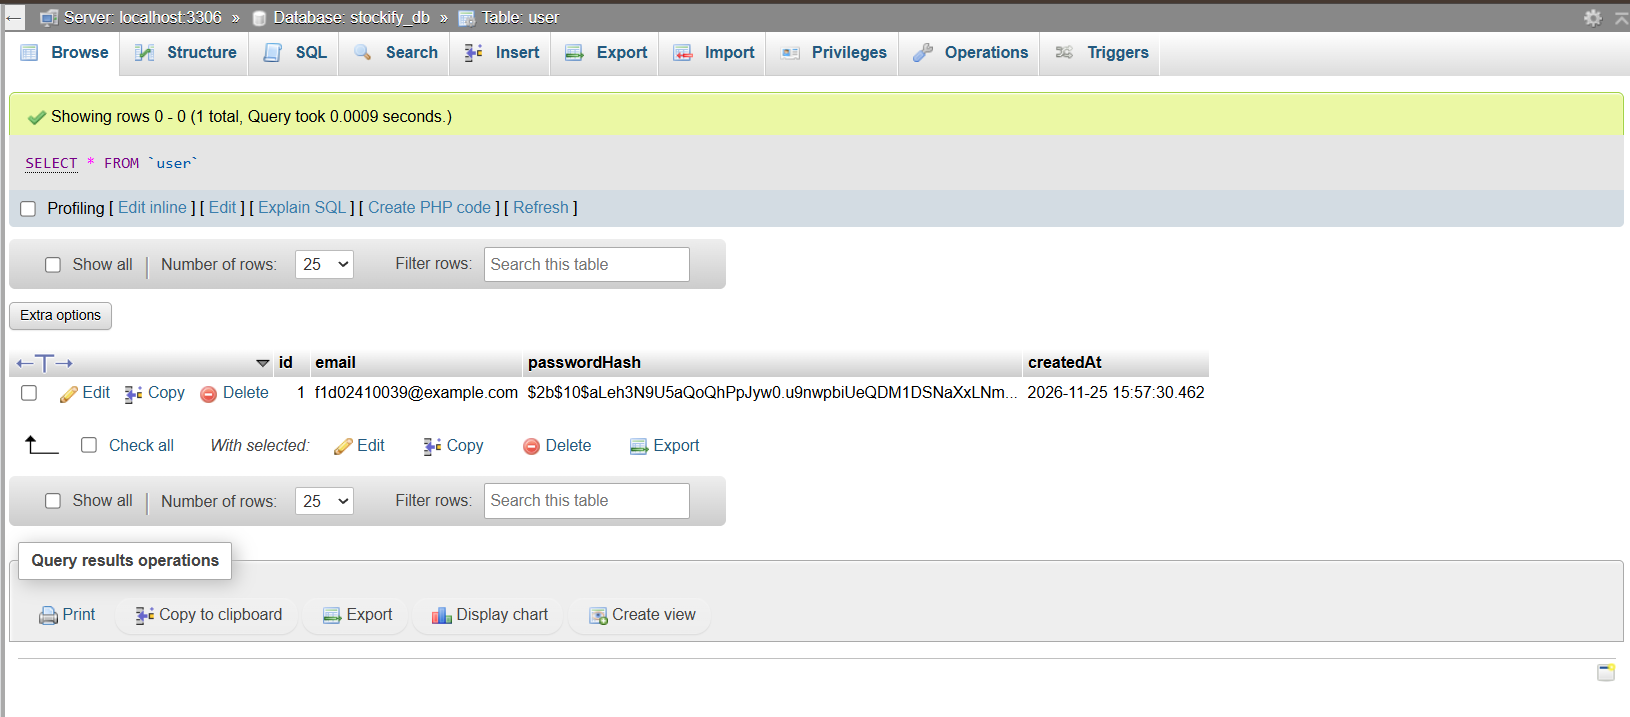 Server: localhost:3306 » Database: stockify_db » Table: user
Browse Structure SQL Search Insert Export Import Privileges Operations Triggers
Showing rows 0 - 0 (1 total, Query took 0.0009 seconds.)
SELECT * FROM `user`
Profiling [ Edit inline ] [ Edit ] [ Explain SQL ] [ Create PHP code ] [ Refresh ]
Show all | Number of rows: 25 Filter rows: Search this table
Extra options
←T→ id email passwordHash createdAt
Edit Copy Delete 1 f1d02410039@example.com $2b$10$aLeh3N9U5aQoQhPpJyw0.u9nwpbiUeQDM1DSNaXxLNm... 2026-11-25 15:57:30.462
Check all With selected: Edit Copy Delete Export
Show all | Number of rows: 25 Filter rows: Search this table
Query results operations
Print Copy to clipboard Export Display chart Create view